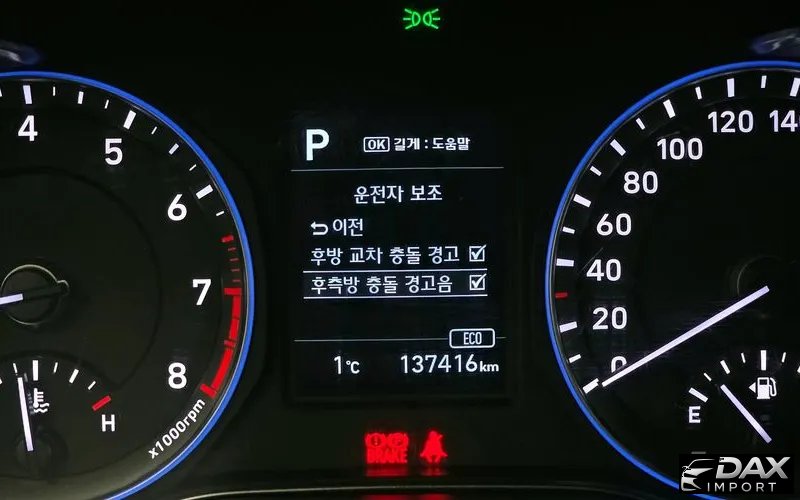 P OK 길게 : 도움말
운전자 보조
이전
후방 교차 충돌 경고
후측방 충돌 경고음
ECO
1°C 137416 km
4
5
6
7
8
x1000rpm
H
BRAKE
0
20
40
60
80
100
120
140
E
DAX
IMPORT